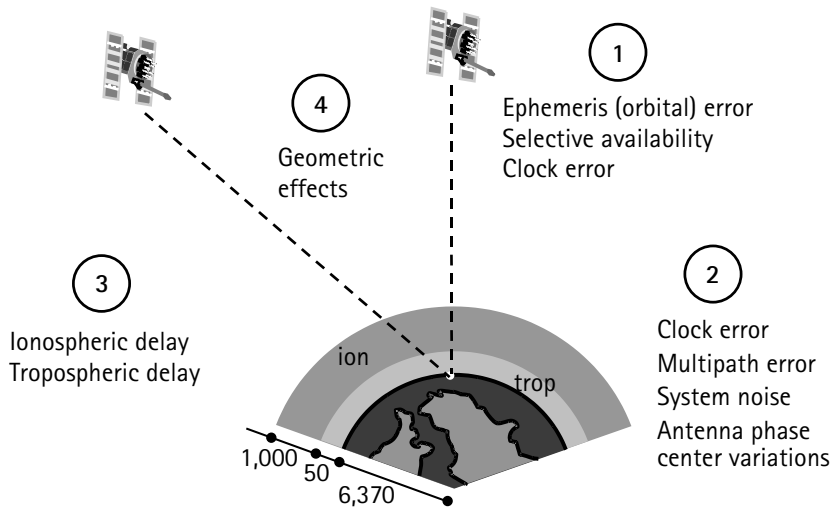 1
Ephemeris (orbital) error
Selective availability
Clock error
4
Geometric
effects
3
Ionospheric delay
Tropospheric delay
2
Clock error
Multipath error
System noise
Antenna phase
center variations
ion
trop
1,000
50
6,370